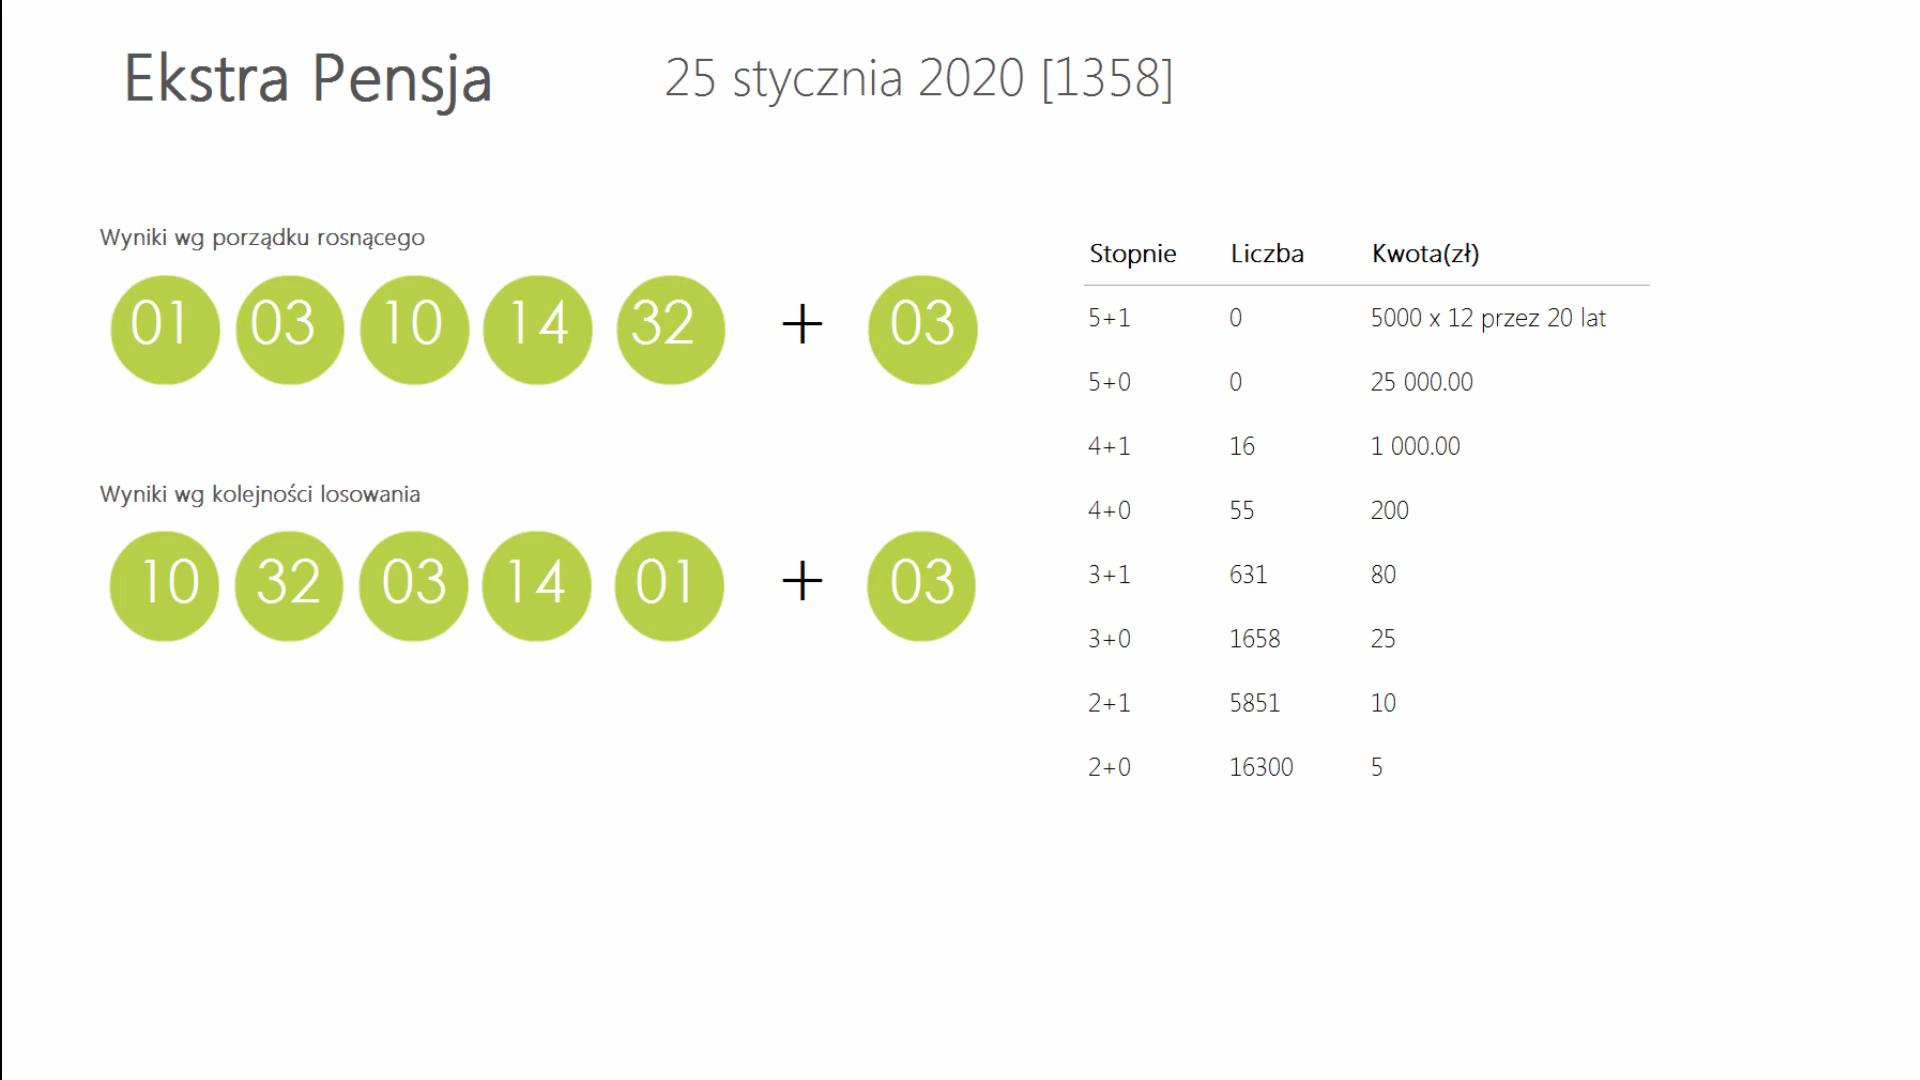 Ekstra Pensja 25 stycznia 2020 [1358]
Wyniki wg porządku rosnącego
01 03 10 14 32 + 03
Wyniki wg kolejności losowania
10 32 03 14 01 + 03
Stopnie Liczba Kwota(zł)
5+1 0 5000 x 12 przez 20 lat
5+0 0 25 000.00
4+1 16 1 000.00
4+0 55 200
3+1 631 80
3+0 1658 25
2+1 5851 10
2+0 16300 5